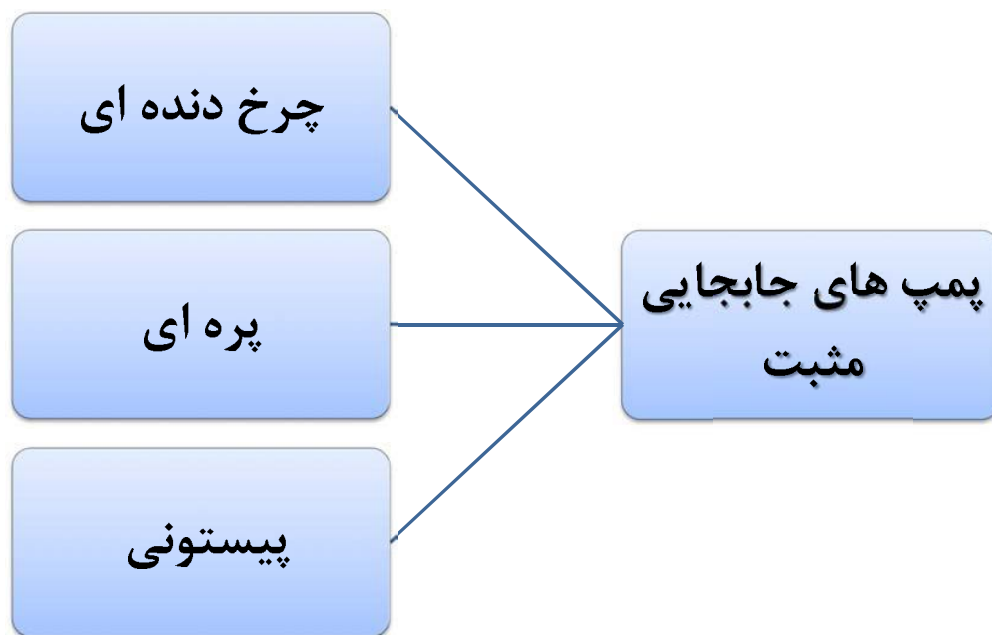 پمپ های جابجایی
مثبت
چرخ دنده ای
پره ای
پیستونی